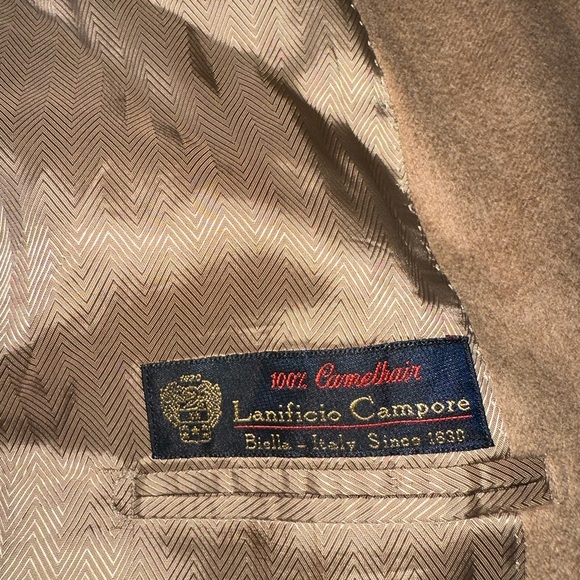 100% Camelhair
Lanificio Campore
Biella - Italy Since 1830